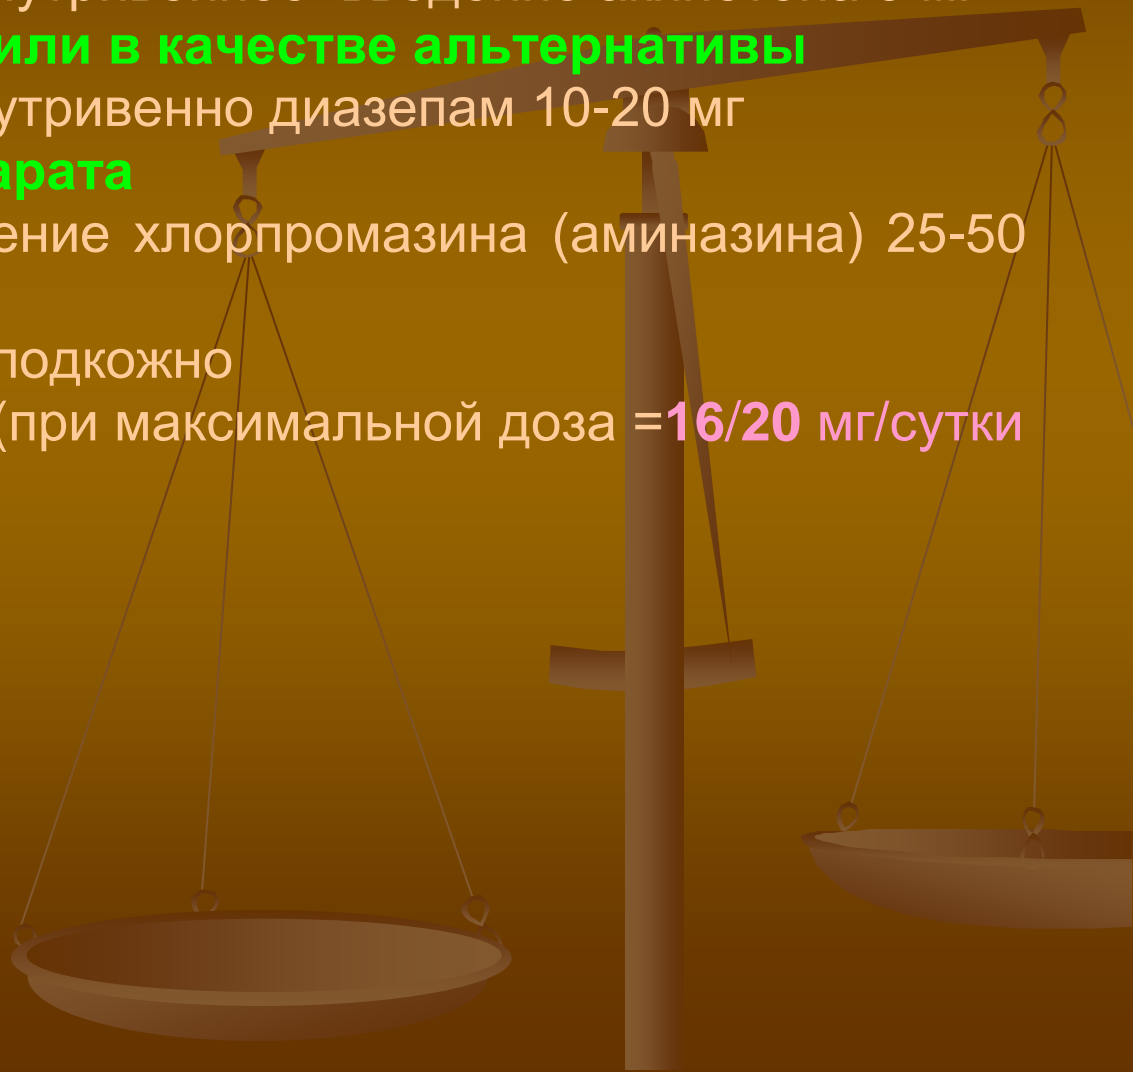 или в качестве альтернативы
утривенно диазепам 10-20 мг
арата
ение хлорпромазина (аминазина) 25-50
подкожно
(при максимальной доза =16/20 мг/сутки